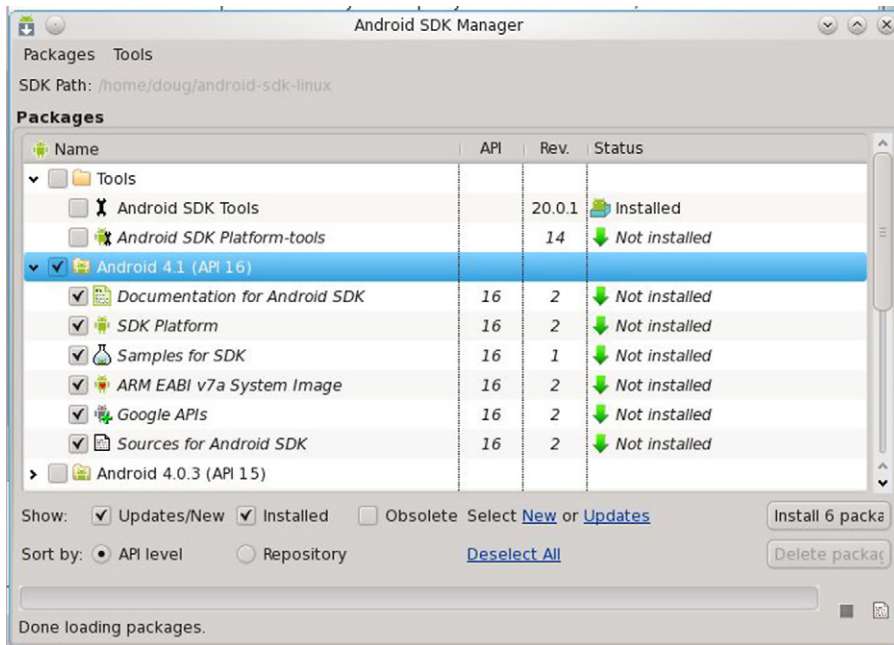 Android SDK Manager
Packages Tools
SDK Path: /home/doug/android-sdk-linux
Packages
Name API Rev. Status
Tools
Android SDK Tools 20.0.1 Installed
Android SDK Platform-tools 14 Not installed
Android 4.1 (API 16)
Documentation for Android SDK 16 2 Not installed
SDK Platform 16 2 Not installed
Samples for SDK 16 1 Not installed
ARM EABI v7a System Image 16 2 Not installed
Google APIs 16 2 Not installed
Sources for Android SDK 16 2 Not installed
Android 4.0.3 (API 15)
Show: Updates/New Installed Obsolete Select New or Updates Install 6 packa
Sort by: API level Repository Deselect All Delete packag
Done loading packages.